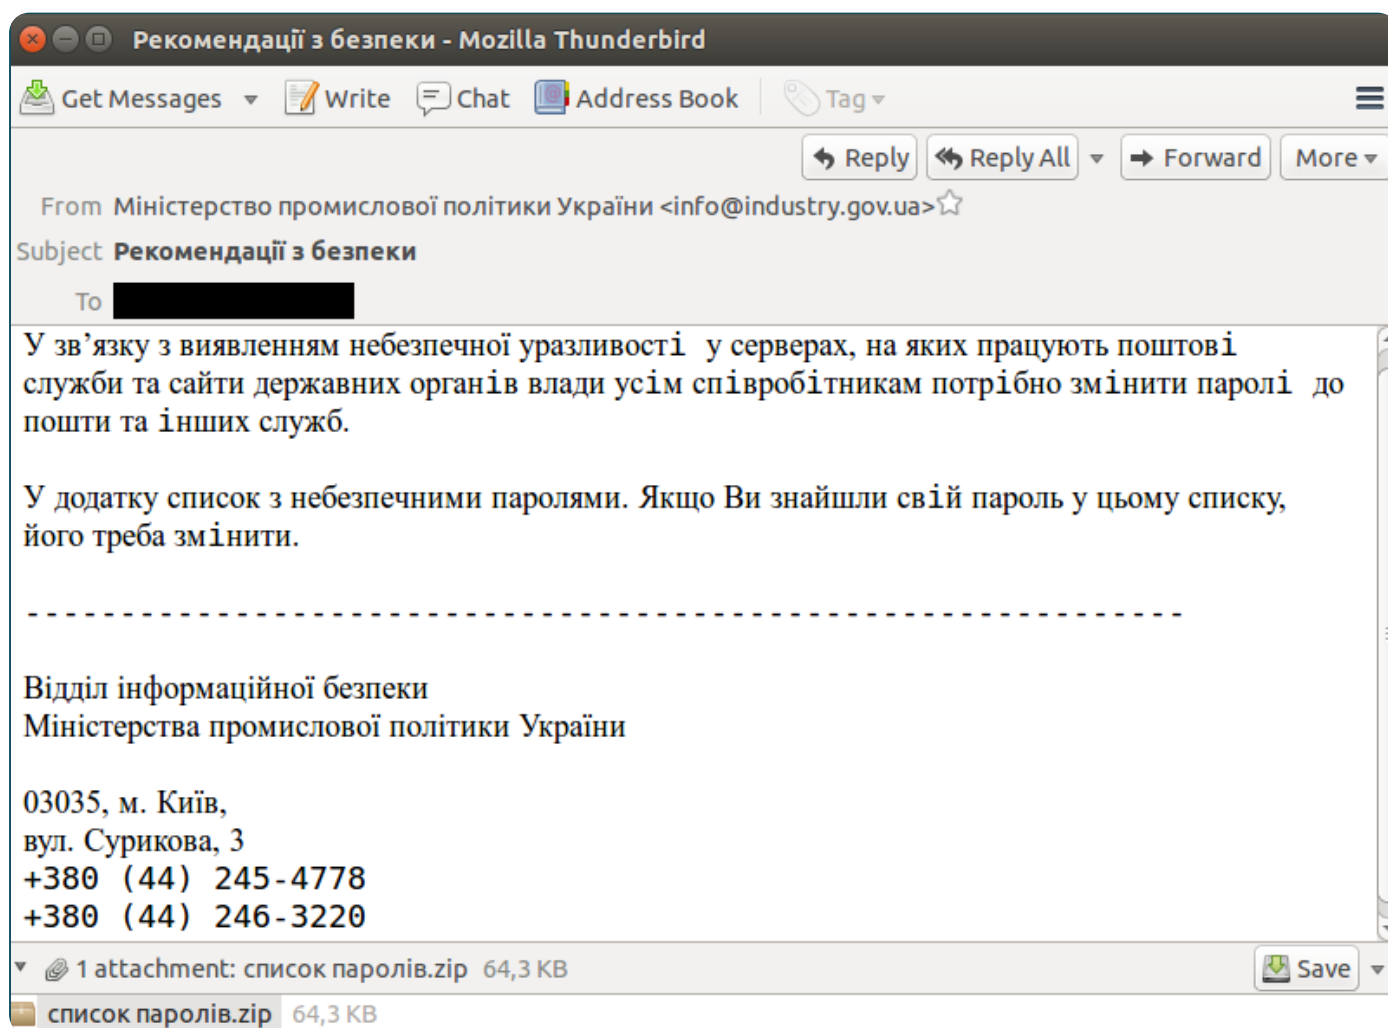 Рекомендації з безпеки - Mozilla Thunderbird
Get Messages Write Chat Address Book Tag
Reply Reply All Forward More
From Міністерство промислової політики України <info@industry.gov.ua>
Subject Рекомендації з безпеки
To
У зв’язку з виявленням небезпечної уразливості у серверах, на яких працують поштові
служби та сайти державних органів влади усім співробітникам потрібно змінити паролі до
пошти та інших служб.
У додатку список з небезпечними паролями. Якщо Ви знайшли свій пароль у цьому списку,
його треба змінити.
--------------------------------------------------------------
Відділ інформаційної безпеки
Міністерства промислової політики України
03035, м. Київ,
вул. Сурикова, 3
+380 (44) 245-4778
+380 (44) 246-3220
1 attachment: список паролів.zip 64,3 KB Save
список паролів.zip 64,3 KB